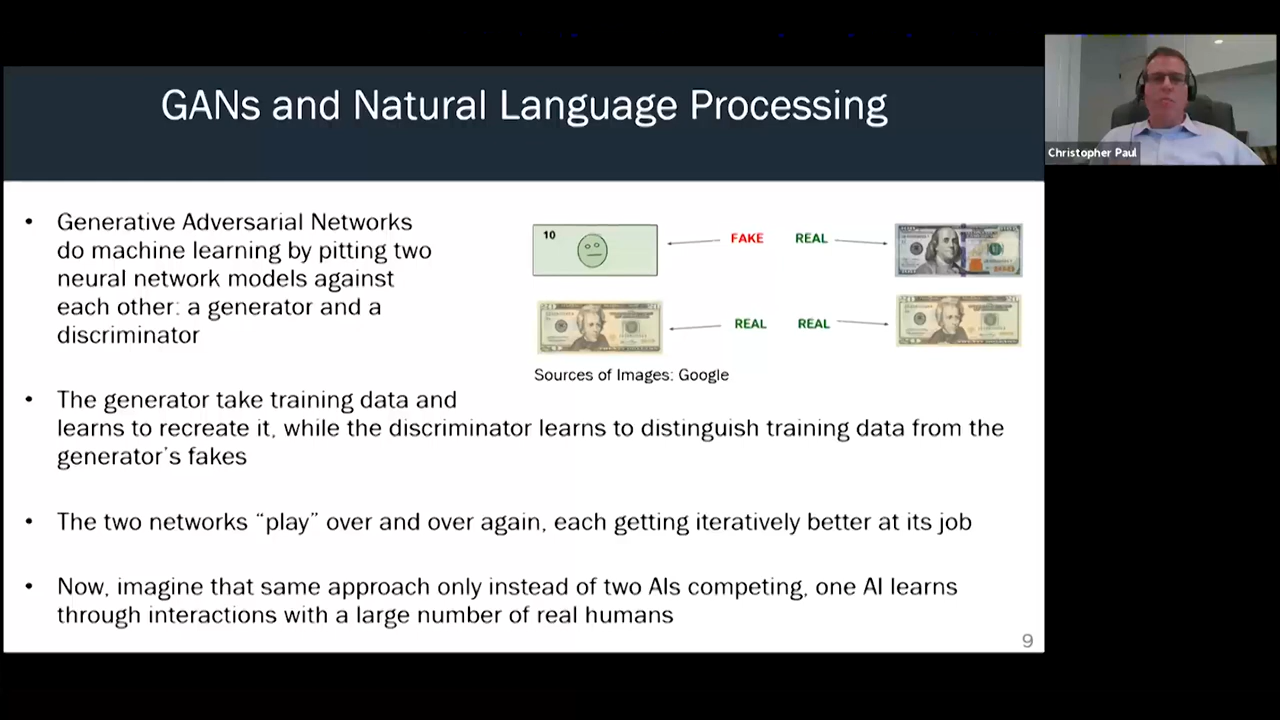 GANs and Natural Language Processing
Christopher Paul
• Generative Adversarial Networks
do machine learning by pitting two
neural network models against
each other: a generator and a
discriminator
10
FAKE REAL
REAL REAL
Sources of Images: Google
• The generator take training data and
learns to recreate it, while the discriminator learns to distinguish training data from the
generator's fakes
• The two networks “play” over and over again, each getting iteratively better at its job
• Now, imagine that same approach only instead of two AIs competing, one AI learns
through interactions with a large number of real humans
9